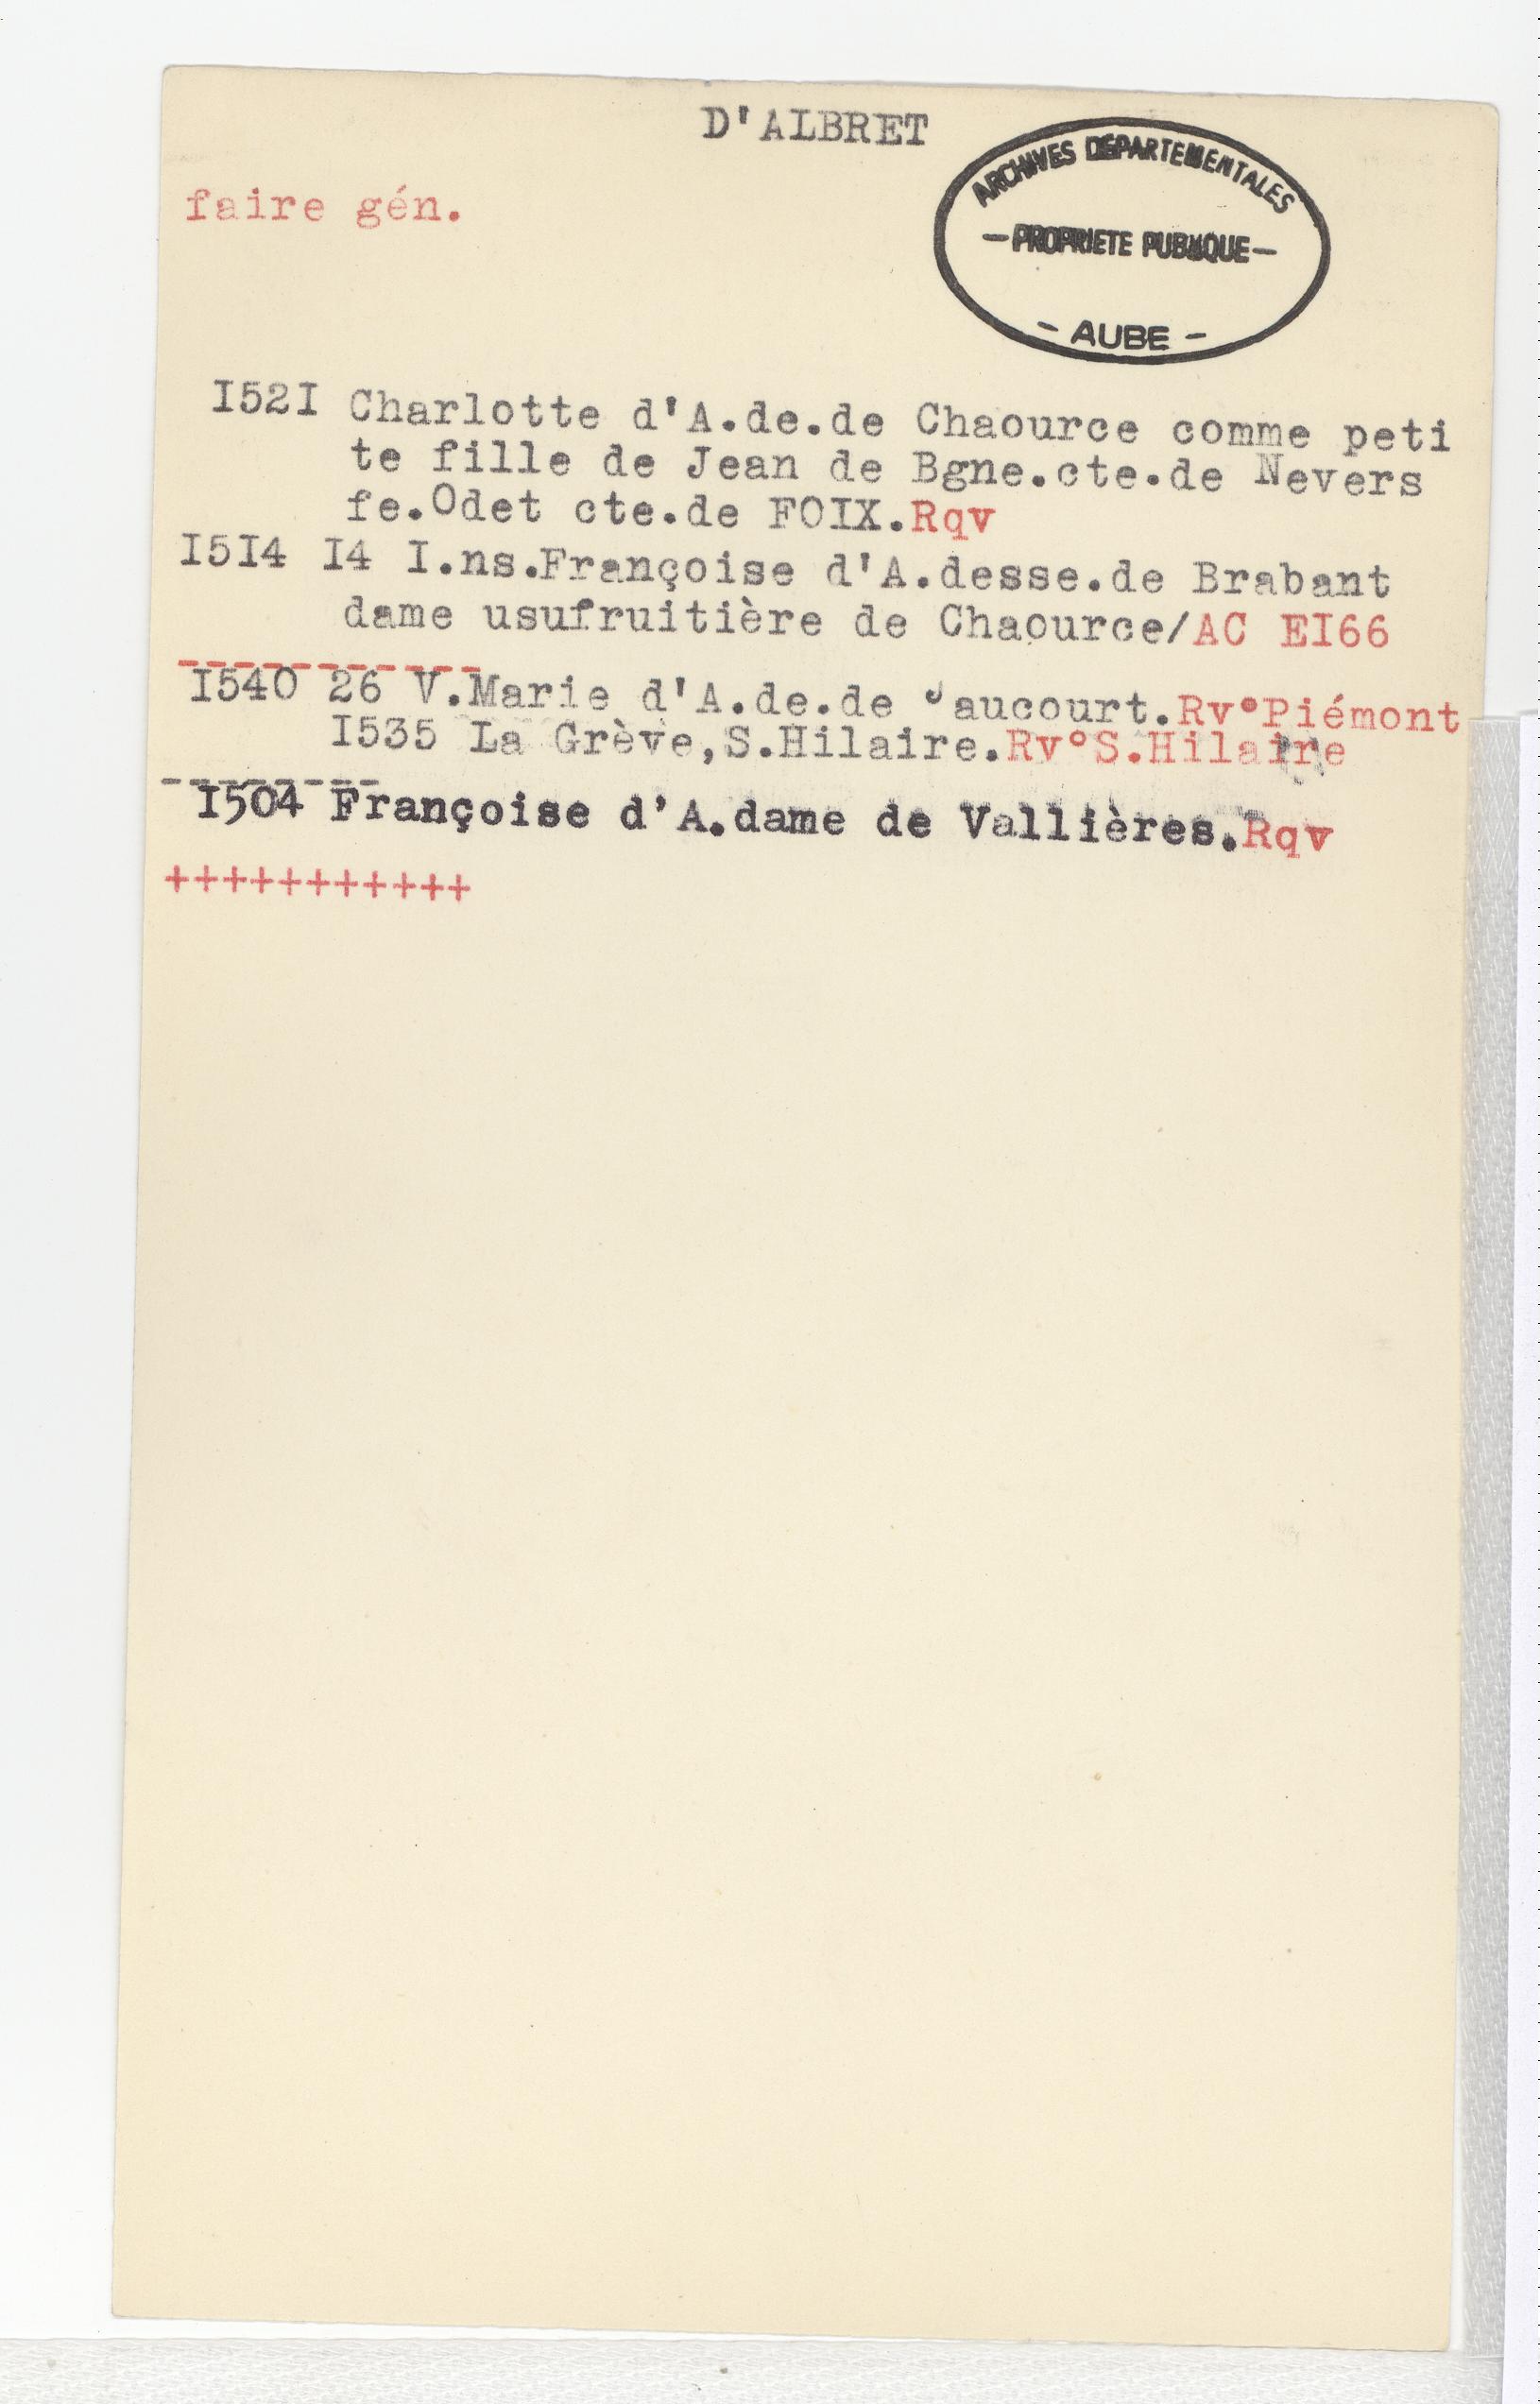 D'ALBRET
ARCHIVES DEPARTEMENTALES
— PROPRIETE PUBLIQUE —
- AUBE -
faire gén.
I52I Charlotte d'A.de.de Chaource comme peti
te fille de Jean de Bgne.cte.de Nevers
fe.Odet cte.de FOIX.Rqv
I5I4 I4 I.ns.Françoise d'A.desse.de Brabant
dame usufruitière de Chaource/AC EI66
-----------
I540 26 V.Marie d'A.de.de Jaucourt.Rv°Piémont
I535 La Grève,S.Hilaire.Rv°S.Hilaire
--------
I504 Françoise d'A.dame de Vallières.Rqv
+++++++++++